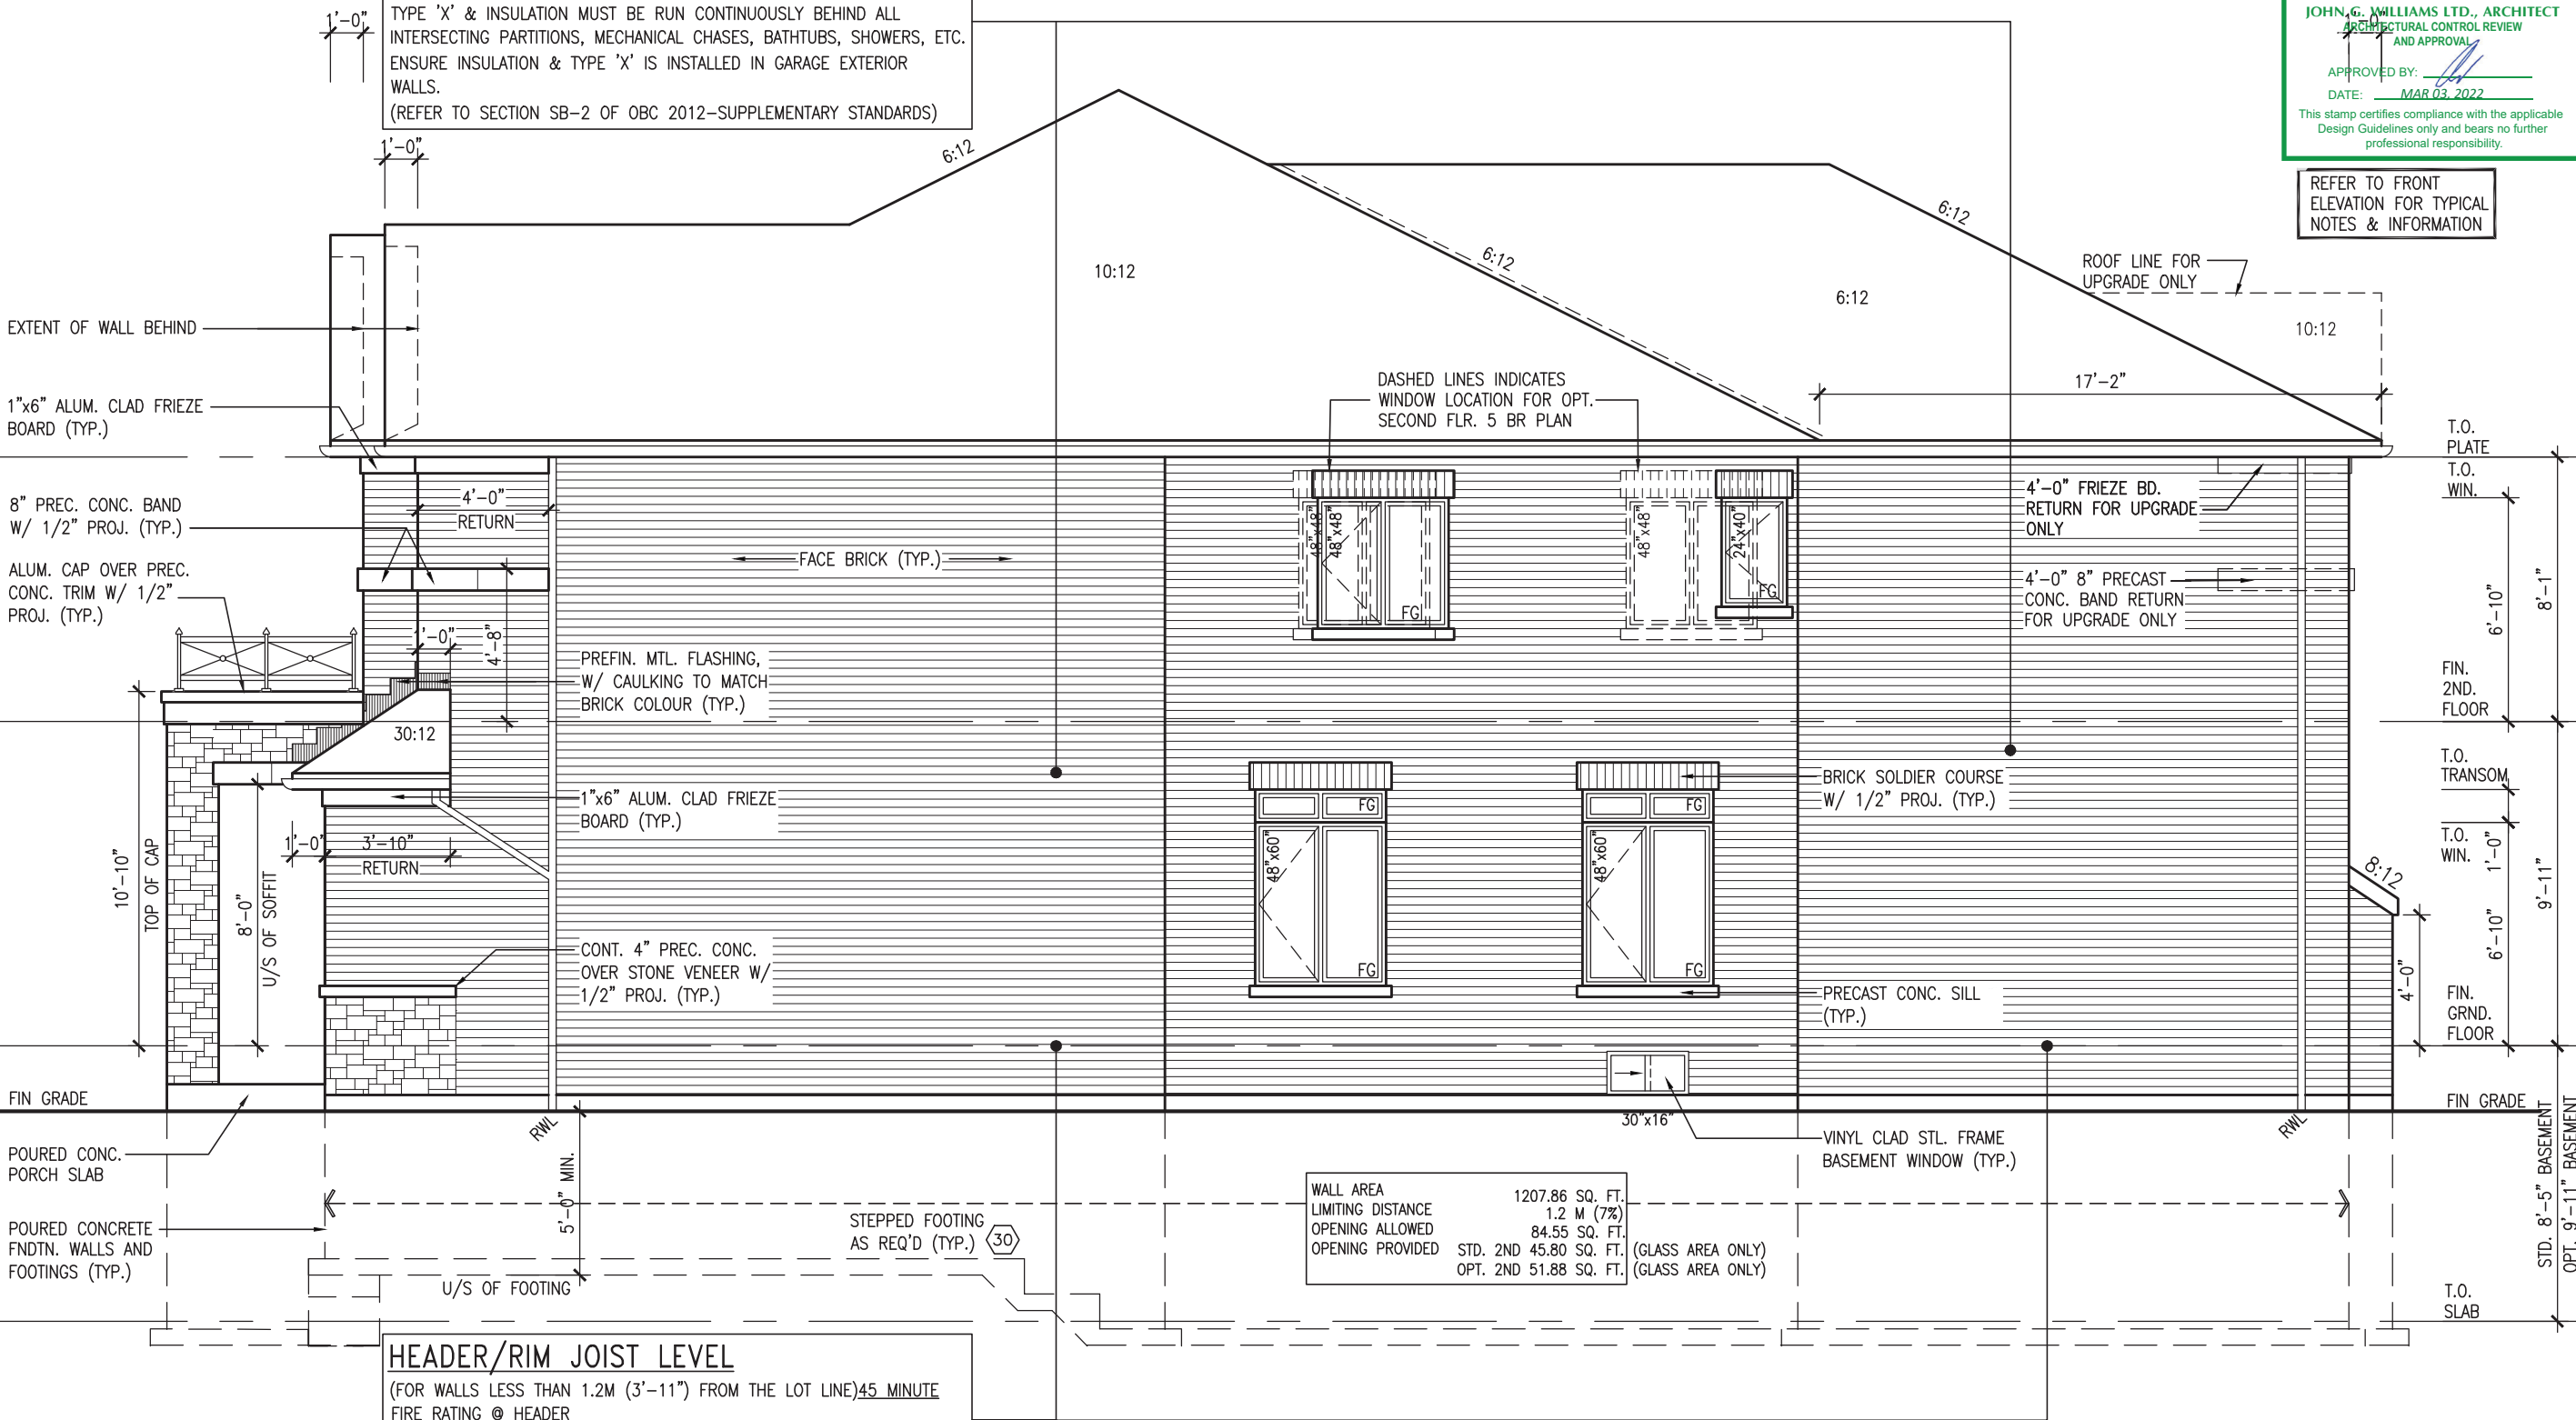 TYPE 'X' & INSULATION MUST BE RUN CONTINUOUSLY BEHIND ALL
INTERSECTING PARTITIONS, MECHANICAL CHASES, BATHTUBS, SHOWERS, ETC.
ENSURE INSULATION & TYPE 'X' IS INSTALLED IN GARAGE EXTERIOR
WALLS.
(REFER TO SECTION SB-2 OF OBC 2012-SUPPLEMENTARY STANDARDS)
1'-0"
1'-0"
1'-0"
JOHN G. WILLIAMS LTD., ARCHITECT
ARCHITECTURAL CONTROL REVIEW
AND APPROVAL
APPROVED BY:
DATE: MAR 03, 2022
This stamp certifies compliance with the applicable
Design Guidelines only and bears no further
professional responsibility.
REFER TO FRONT
ELEVATION FOR TYPICAL
NOTES & INFORMATION
6:12
10:12
6:12
6:12
6:12
10:12
ROOF LINE FOR
UPGRADE ONLY
17'-2"
EXTENT OF WALL BEHIND
1"x6" ALUM. CLAD FRIEZE
BOARD (TYP.)
8" PREC. CONC. BAND
W/ 1/2" PROJ. (TYP.)
ALUM. CAP OVER PREC.
CONC. TRIM W/ 1/2"
PROJ. (TYP.)
4'-0"
RETURN
FACE BRICK (TYP.)
DASHED LINES INDICATES
WINDOW LOCATION FOR OPT.
SECOND FLR. 5 BR PLAN
48"x48"
48"x48"
FG
48"x48"
24"x40"
FG
4'-0" FRIEZE BD.
RETURN FOR UPGRADE
ONLY
4'-0" 8" PRECAST
CONC. BAND RETURN
FOR UPGRADE ONLY
1'-0"
4'-8"
PREFIN. MTL. FLASHING,
W/ CAULKING TO MATCH
BRICK COLOUR (TYP.)
30:12
1"x6" ALUM. CLAD FRIEZE
BOARD (TYP.)
1'-0"
3'-10"
RETURN
10'-10"
TOP OF CAP
8'-0"
U/S OF SOFFIT
CONT. 4" PREC. CONC.
OVER STONE VENEER W/
1/2" PROJ. (TYP.)
FG
48"x60"
FG
FG
48"x60"
FG
BRICK SOLDIER COURSE
W/ 1/2" PROJ. (TYP.)
PRECAST CONC. SILL
(TYP.)
8:12
4'-0"
T.O.
PLATE
T.O.
WIN.
6'-10"
8'-1"
FIN.
2ND.
FLOOR
T.O.
TRANSOM
T.O.
WIN.
1'-0"
6'-10"
9'-11"
FIN.
GRND.
FLOOR
FIN GRADE
FIN GRADE
RWL
RWL
30"x16"
VINYL CLAD STL. FRAME
BASEMENT WINDOW (TYP.)
POURED CONC.
PORCH SLAB
POURED CONCRETE
FNDTN. WALLS AND
FOOTINGS (TYP.)
5'-0" MIN.
U/S OF FOOTING
STEPPED FOOTING
AS REQ'D (TYP.) 30
WALL AREA 1207.86 SQ. FT.
LIMITING DISTANCE 1.2 M (7%)
OPENING ALLOWED 84.55 SQ. FT.
OPENING PROVIDED STD. 2ND 45.80 SQ. FT. (GLASS AREA ONLY)
OPT. 2ND 51.88 SQ. FT. (GLASS AREA ONLY)
STD. 8'-5" BASEMENT
OPT. 9'-11" BASEMENT
T.O.
SLAB
HEADER/RIM JOIST LEVEL
(FOR WALLS LESS THAN 1.2M (3'-11") FROM THE LOT LINE)45 MINUTE
FIRE RATING @ HEADER